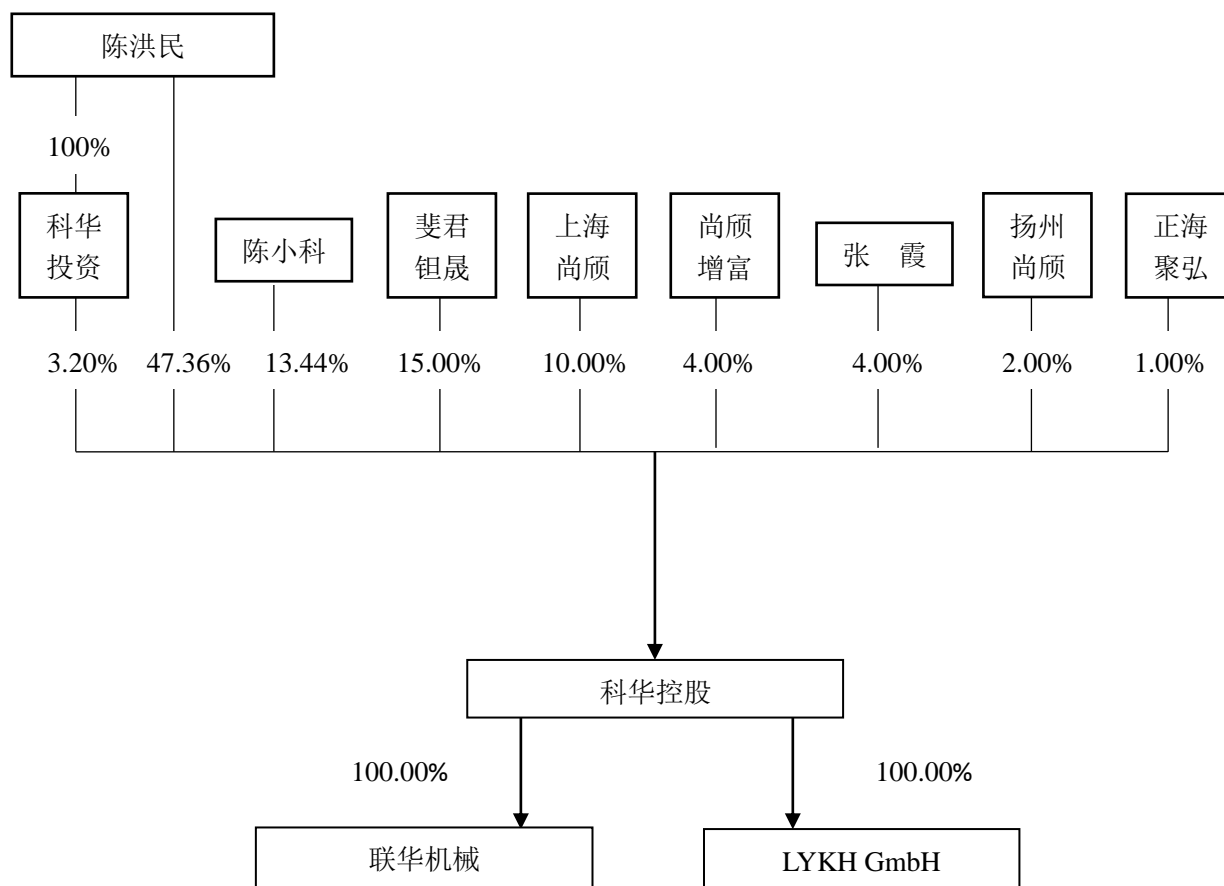 陈洪民
100%
科华
投资
陈小科
斐君
钽晟
上海
尚颀
尚颀
增富
张　霞
扬州
尚颀
正海
聚弘
3.20%
47.36%
13.44%
15.00%
10.00%
4.00%
4.00%
2.00%
1.00%
科华控股
100.00%
100.00%
联华机械
LYKH GmbH